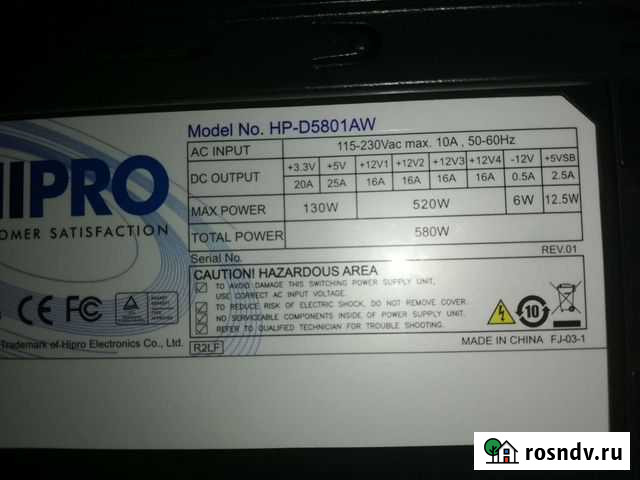 Model No. HP-D5801AW
AC INPUT 115-230Vac max. 10A , 50-60Hz
DC OUTPUT +3.3V +5V +12V1 +12V2 +12V3 +12V4 -12V +5VSB
20A 25A 16A 16A 16A 16A 0.5A 2.5A
MAX POWER 130W 520W 6W 12.5W
TOTAL POWER 580W
HIPRO
TOMER SATISFACTION
Serial No. REV.01
CAUTION! HAZARDOUS AREA
TO AVOID DAMAGE THIS SWITCHING POWER SUPPLY UNIT,
USE CORRECT AC INPUT VOLTAGE.
TO REDUCE RISK OF ELECTRIC SHOCK, DO NOT REMOVE COVER.
NO SERVICEABLE COMPONENTS INSIDE OF POWER SUPPLY UNIT.
REFER TO QUALIFIED TECHNICIAN FOR TROUBLE SHOOTING.
CE FC
10
Trademark of Hipro Electronics Co., Ltd.
R2LF
MADE IN CHINA FJ-03-1
rosndv.ru